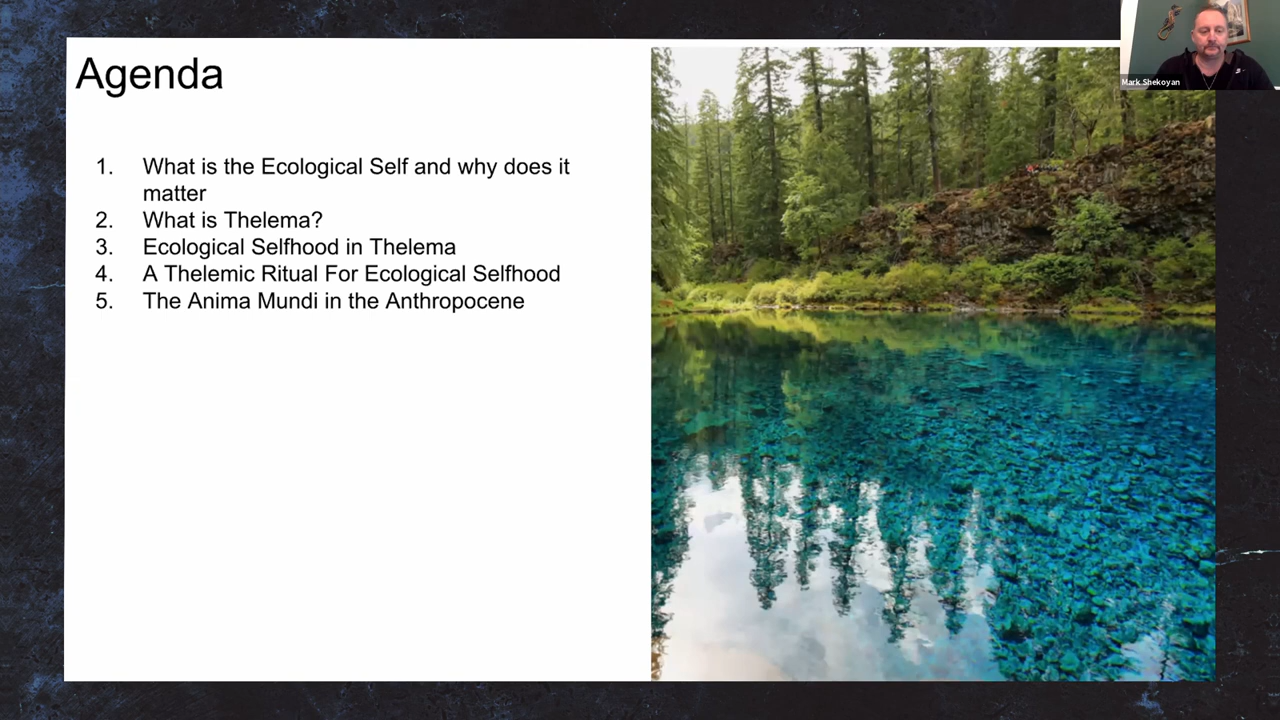 Agenda
1. What is the Ecological Self and why does it
matter
2. What is Thelema?
3. Ecological Selfhood in Thelema
4. A Thelemic Ritual For Ecological Selfhood
5. The Anima Mundi in the Anthropocene
Mark Shekoyan